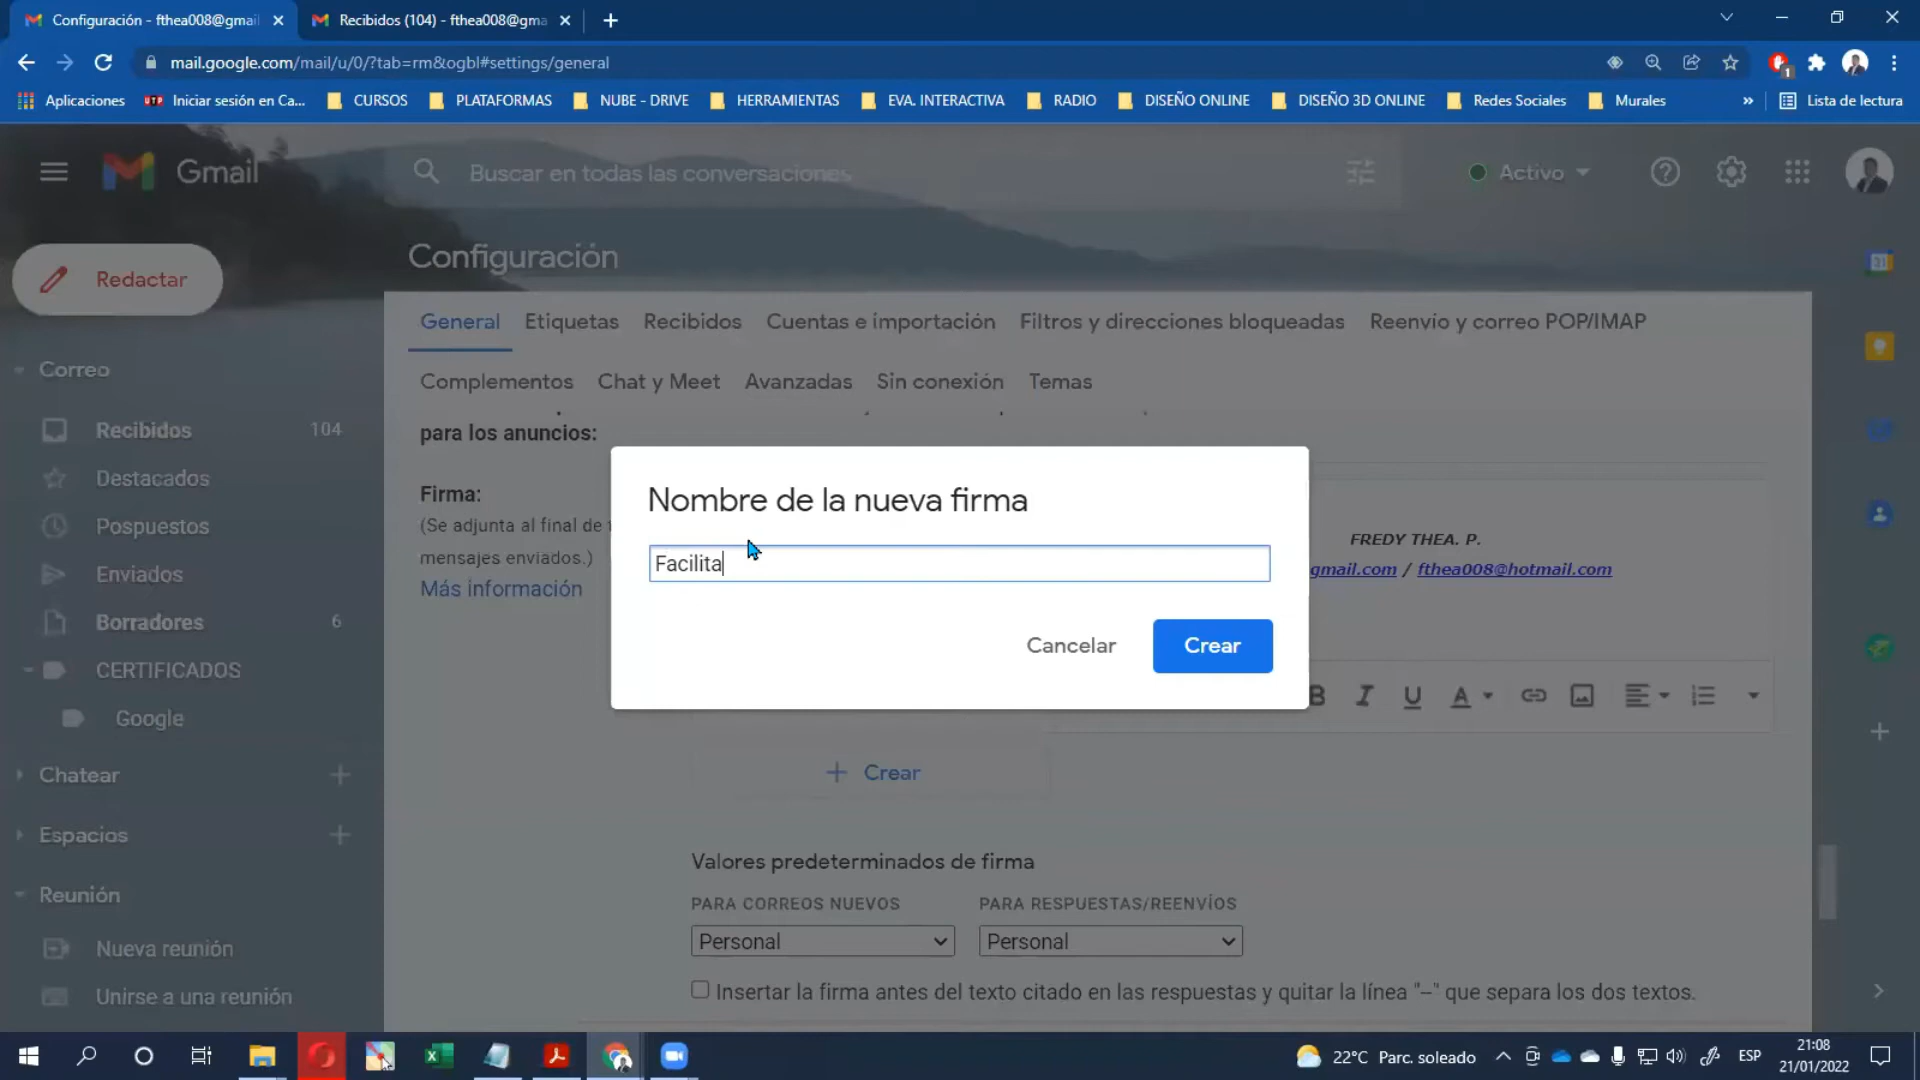 Configuración - fthea008@gmai
Recibidos (104) - fthea008@gma
mail.google.com/mail/u/0/?tab=rm&ogbl#settings/general
1
Aplicaciones
UTP Iniciar sesión en Ca...
CURSOS
PLATAFORMAS
NUBE - DRIVE
HERRAMIENTAS
EVA. INTERACTIVA
RADIO
DISEÑO ONLINE
DISEÑO 3D ONLINE
Redes Sociales
Murales
»
Lista de lectura
Gmail
Buscar en todas las conversaciones
Activo
Redactar
Configuración
General Etiquetas Recibidos Cuentas e importación Filtros y direcciones bloqueadas Reenvío y correo POP/IMAP
Complementos Chat y Meet Avanzadas Sin conexión Temas
Correo
Recibidos 104
Destacados
Pospuestos
Enviados
Borradores 6
CERTIFICADOS
Google
Chatear
Espacios
Reunión
Nueva reunión
Unirse a una reunión
para los anuncios:
Firma:
(Se adjunta al final de
mensajes enviados.)
Más información
Nombre de la nueva firma
Facilita
Cancelar
Crear
FREDY THEA. P.
gmail.com / fthea008@hotmail.com
+ Crear
Valores predeterminados de firma
PARA CORREOS NUEVOS PARA RESPUESTAS/REENVÍOS
Personal Personal
Insertar la firma antes del texto citado en las respuestas y quitar la línea "--" que separa los dos textos.
31
22°C Parc. soleado
ESP
21:08
21/01/2022